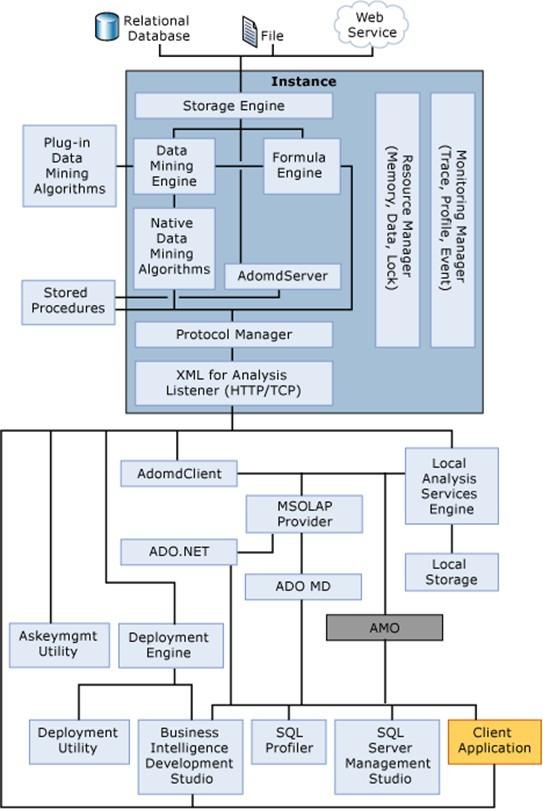 Relational
Database
File
Web
Service
Instance
Storage Engine
Plug-in
Data
Mining
Algorithms
Data
Mining
Engine
Formula
Engine
Resource Manager
(Memory, Data, Lock)
Monitoring Manager
(Trace, Profile, Event)
Native
Data
Mining
Algorithms
AdomdServer
Stored
Procedures
Protocol Manager
XML for Analysis
Listener (HTTP/TCP)
AdomdClient
Local
Analysis
Services
Engine
MSOLAP
Provider
ADO.NET
ADO MD
Local
Storage
AMO
Askeymgmt
Utility
Deployment
Engine
Deployment
Utility
Business
Intelligence
Development
Studio
SQL
Profiler
SQL
Server
Management
Studio
Client
Application